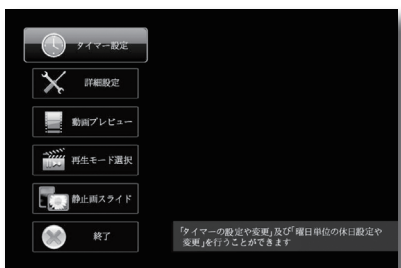 タイマー設定
詳細設定
動画プレビュー
再生モード選択
静止画スライド
終了
「タイマーの設定や変更」及び「曜日単位の休日設定や
変更」を行うことができます